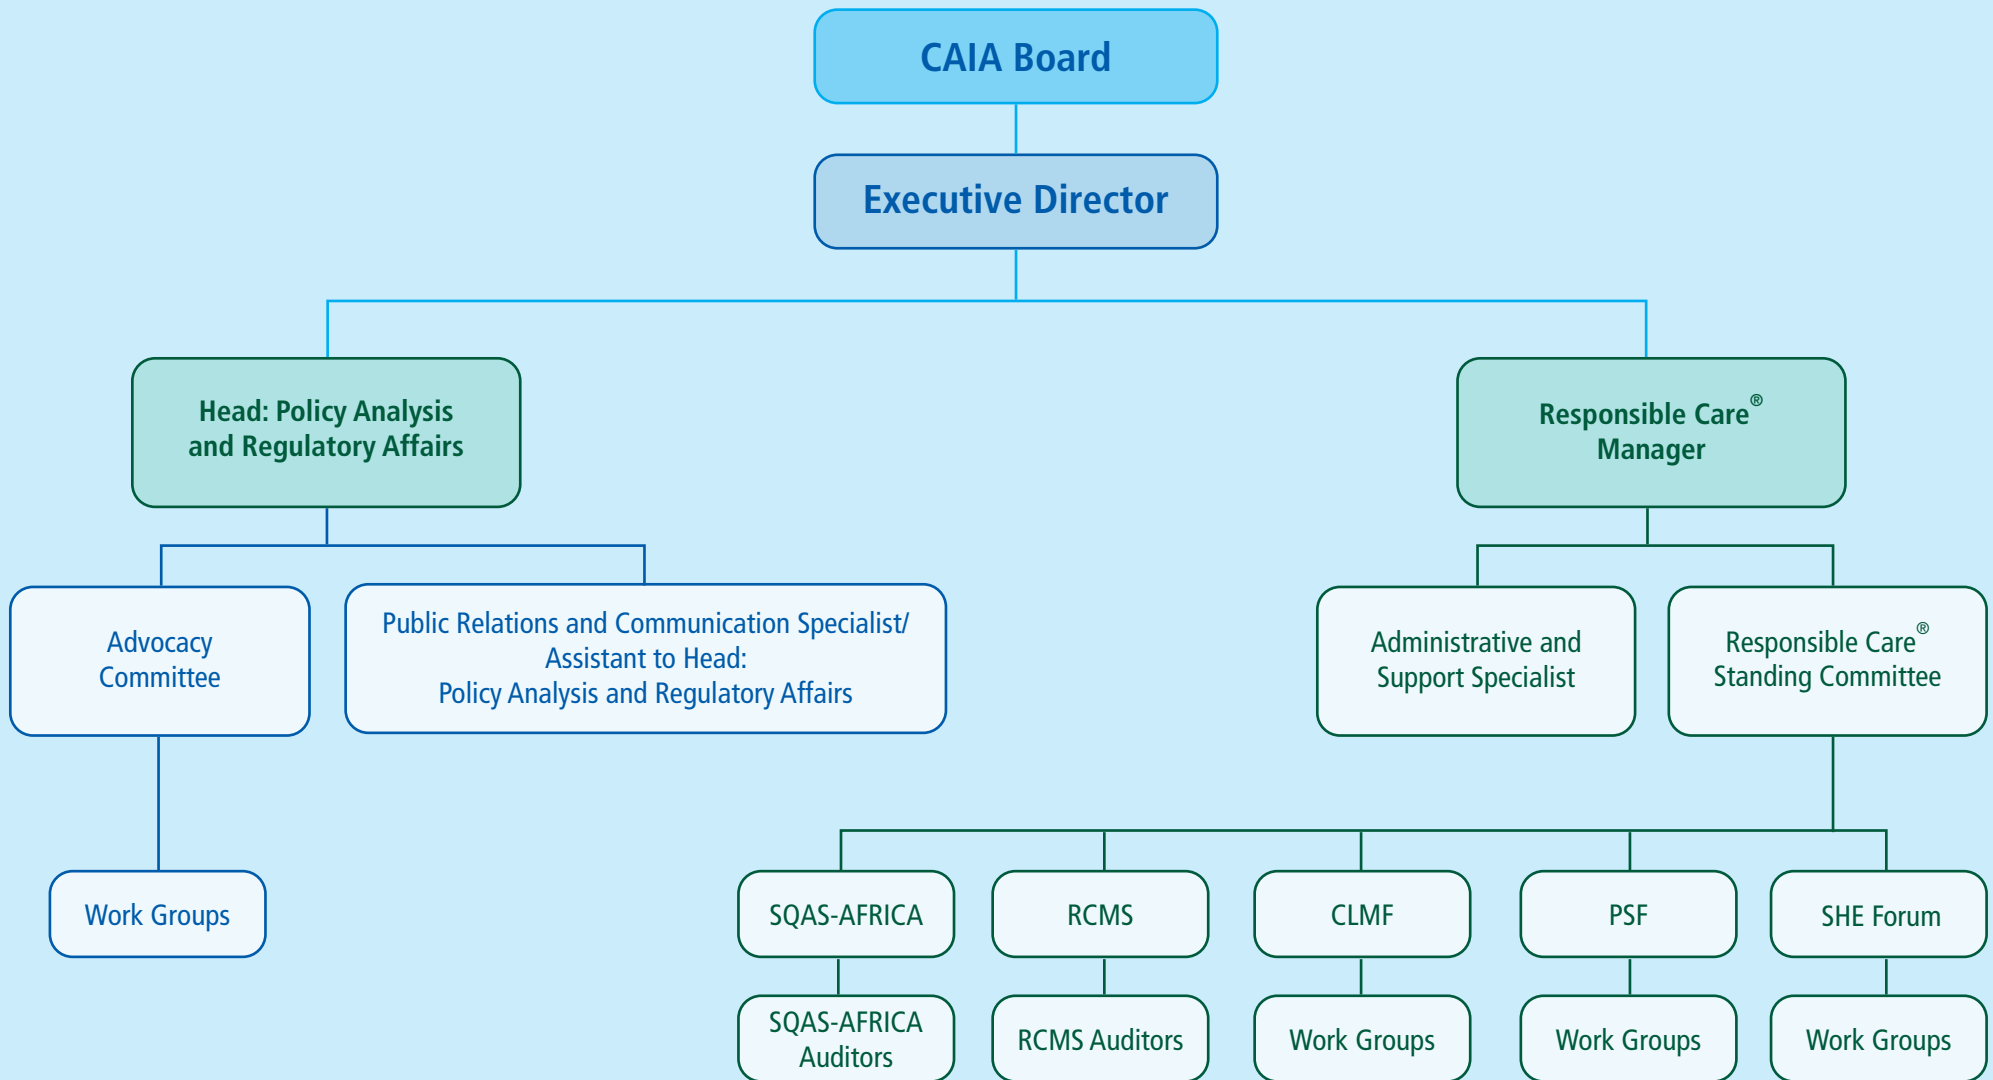 CAIA Board
Executive Director
Head: Policy Analysis
and Regulatory Affairs
Responsible Care®
Manager
Advocacy
Committee
Public Relations and Communication Specialist/
Assistant to Head:
Policy Analysis and Regulatory Affairs
Administrative and
Support Specialist
Responsible Care®
Standing Committee
Work Groups
SQAS-AFRICA
RCMS
CLMF
PSF
SHE Forum
SQAS-AFRICA
Auditors
RCMS Auditors
Work Groups
Work Groups
Work Groups